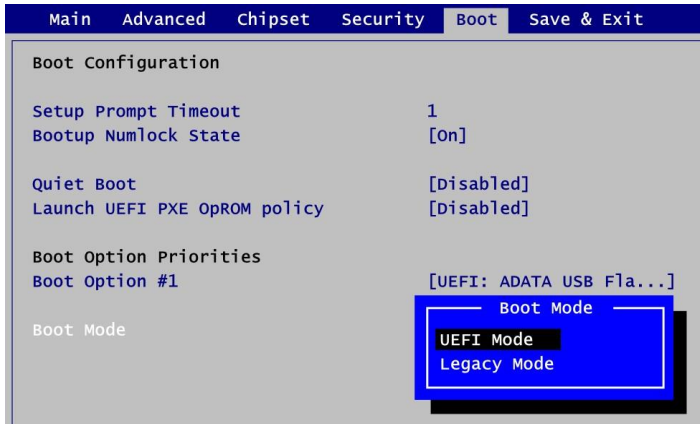 Main Advanced Chipset Security Boot Save & Exit
Boot Configuration
Setup Prompt Timeout 1
Bootup Numlock State [On]
Quiet Boot [Disabled]
Launch UEFI PXE OpROM policy [Disabled]
Boot Option Priorities
Boot Option #1 [UEFI: ADATA USB Fla...]
Boot Mode
Boot Mode
UEFI Mode
Legacy Mode